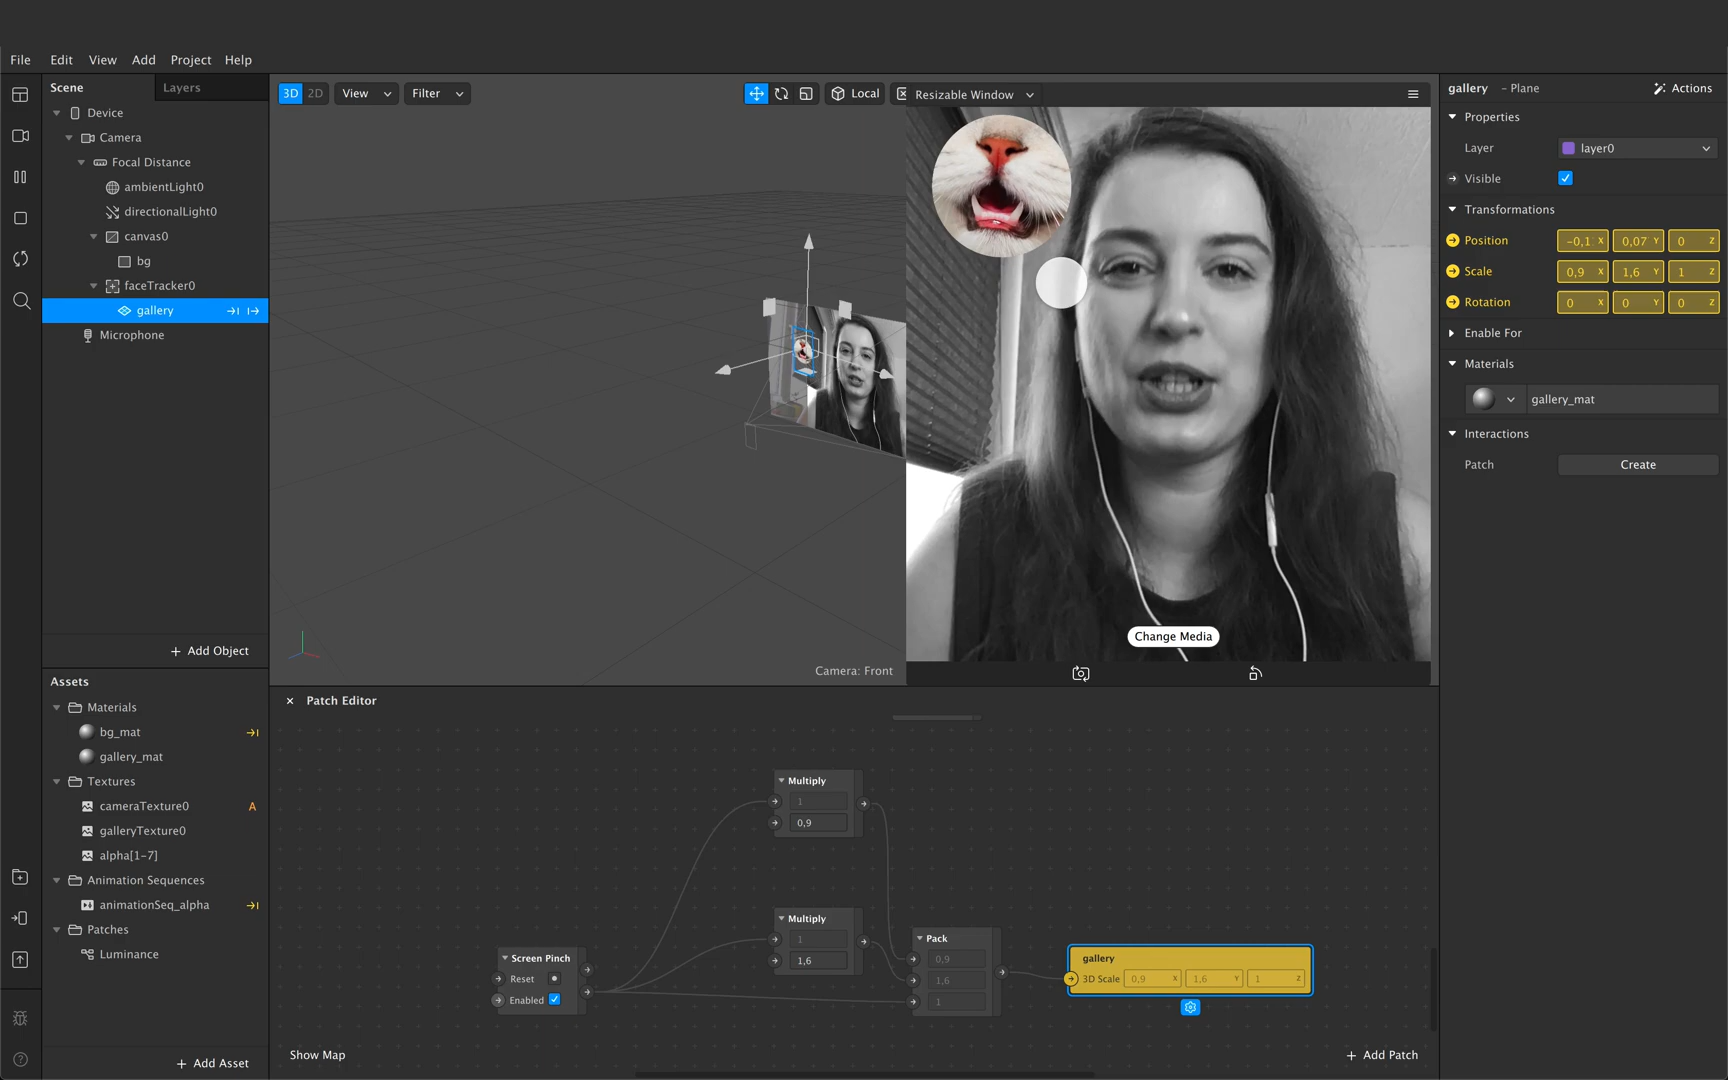 File Edit View Add Project Help
Scene Layers
Device
Camera
Focal Distance
ambientLight0
directionalLight0
canvas0
bg
faceTracker0
gallery
Microphone
+ Add Object
3D 2D View Filter Local
Camera: Front
Resizable Window
Change Media
gallery - Plane Actions
Properties
Layer layer0
Visible
Transformations
Position -0,1 X 0,07 Y 0 Z
Scale 0,9 X 1,6 Y 1 Z
Rotation 0 X 0 Y 0 Z
Enable For
Materials
gallery_mat
Interactions
Patch Create
Assets
Materials
bg_mat
gallery_mat
Textures
cameraTexture0 A
galleryTexture0
alpha[1-7]
Animation Sequences
animationSeq_alpha
Patches
Luminance
+ Add Asset
Patch Editor
Multiply
1
0,9
Multiply
1
1,6
Screen Pinch
Reset
Enabled
Pack
0,9
1,6
1
gallery
3D Scale 0,9 X 1,6 Y 1 Z
Show Map
+ Add Patch